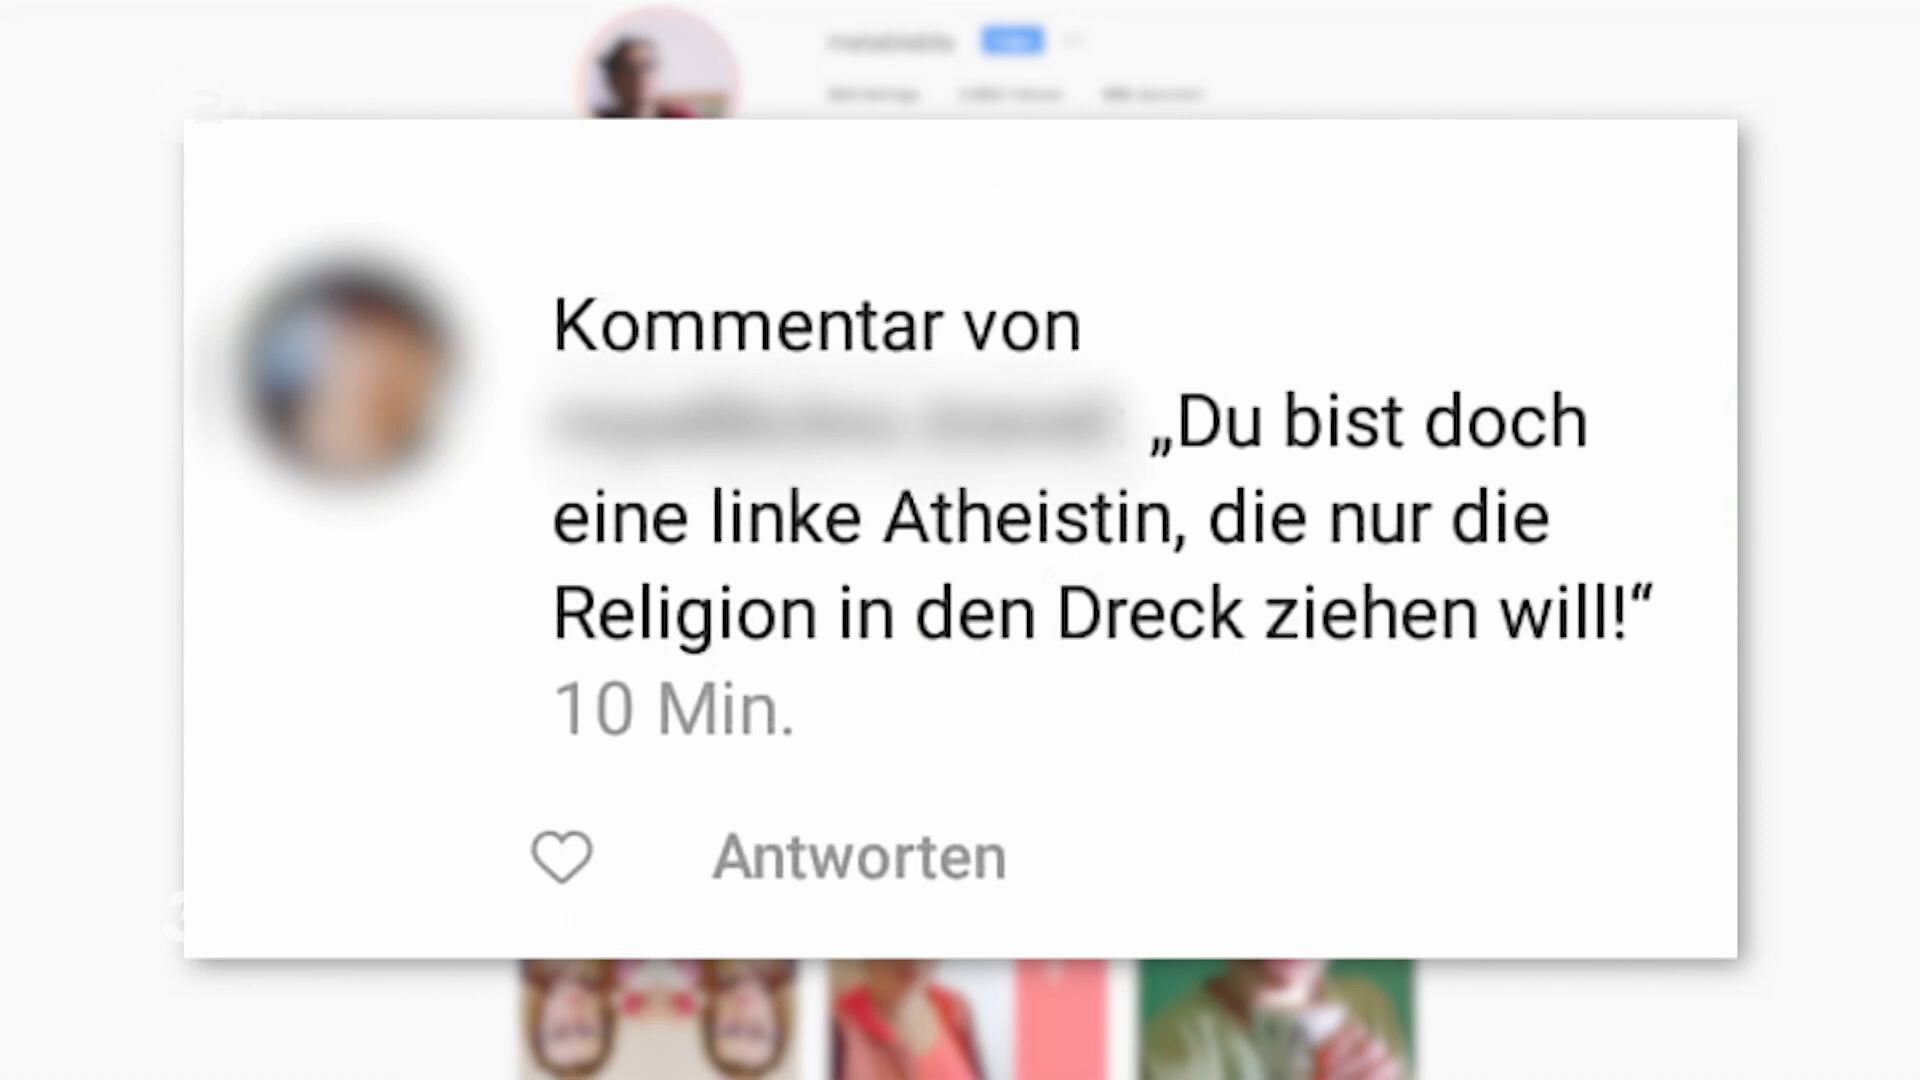 Kommentar von
„Du bist doch
eine linke Atheistin, die nur die
Religion in den Dreck ziehen will!“
10 Min.
Antworten